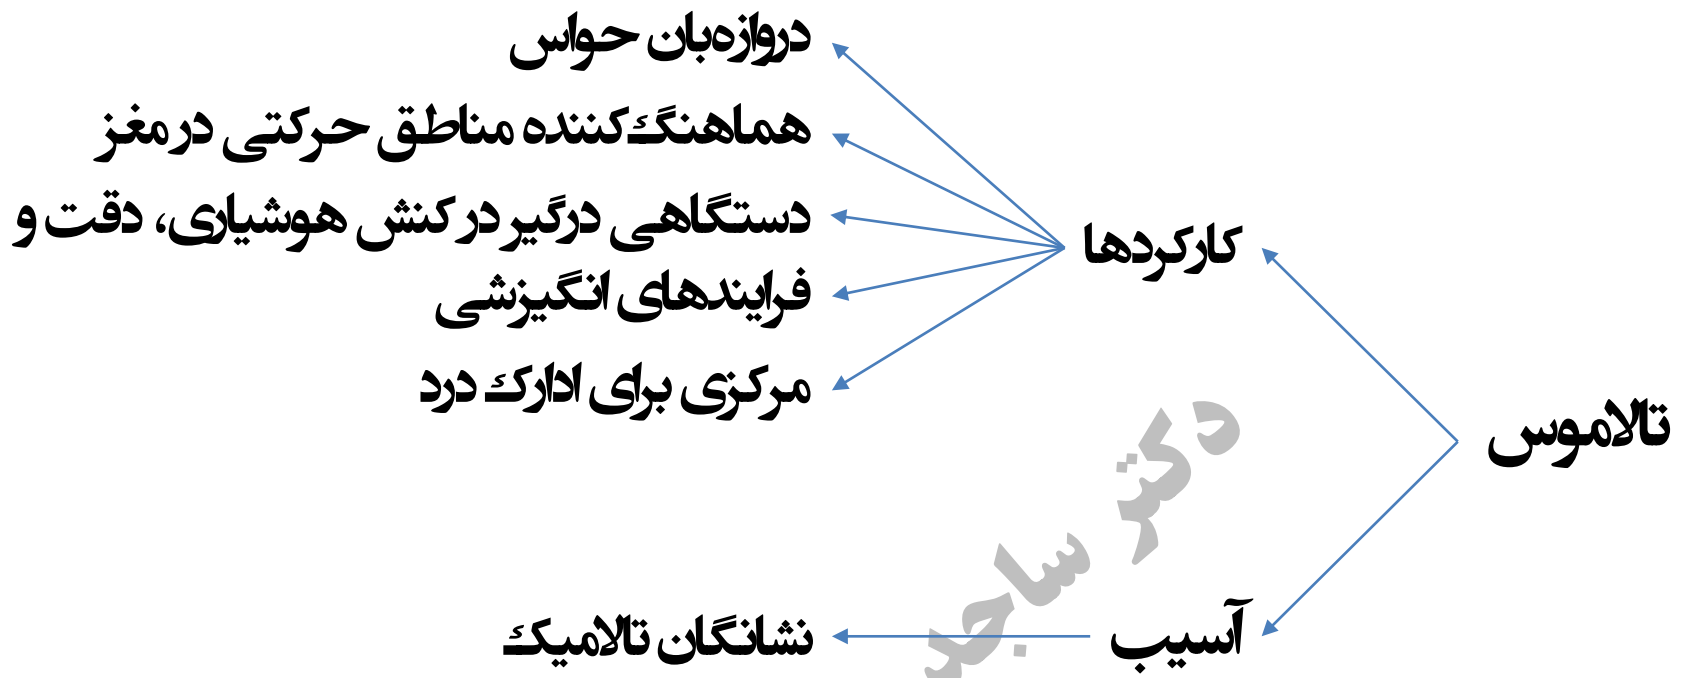 دروازه‌بان حواس
هماهنگ‌کننده مناطق حرکتی در مغز
دستگاهی درگیر در کنش هوشیاری، دقت و
فرایندهای انگیزشی
مرکزی برای ادارک درد
کارکردها
تالاموس
آسیب
نشانگان تالامیک
دکتر ساجد